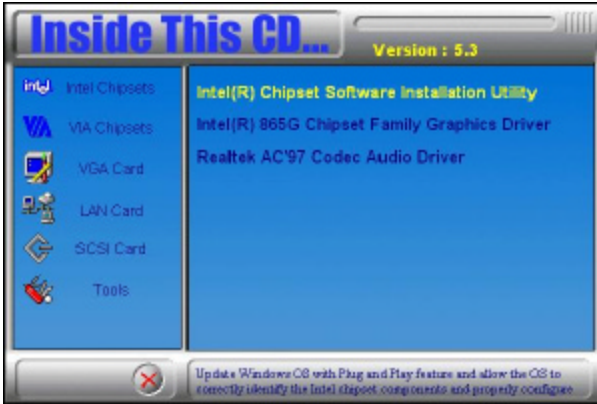 Inside This CD...
Version : 5.3
intel Intel Chipsets
VIA VIA Chipsets
VGA Card
LAN Card
SCSI Card
Tools
Intel(R) Chipset Software Installation Utility
Intel(R) 865G Chipset Family Graphics Driver
Realtek AC'97 Codec Audio Driver
Update Windows OS with Plug and Play feature and allow the OS to
correctly identify the Intel chipset components and properly configure